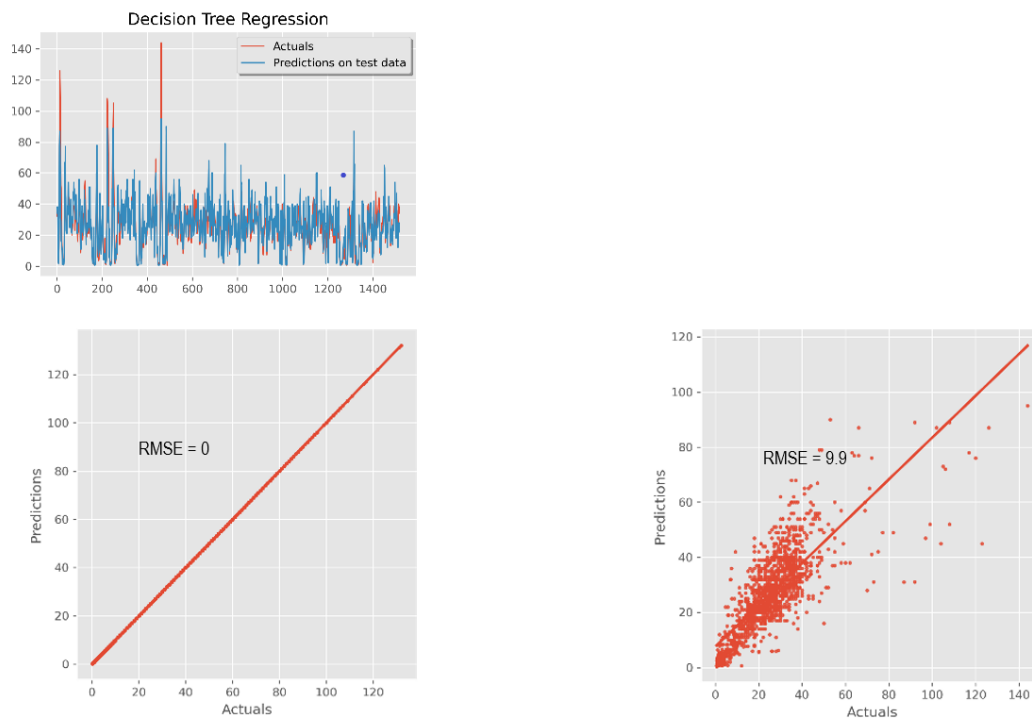 Decision Tree Regression
Actuals
Predictions on test data
140
120
100
80
60
40
20
0
0 200 400 600 800 1000 1200 1400
RMSE = 0
Predictions
120
100
80
60
40
20
0
0 20 40 60 80 100 120
Actuals
RMSE = 9.9
Predictions
120
100
80
60
40
20
0
0 20 40 60 80 100 120 140
Actuals